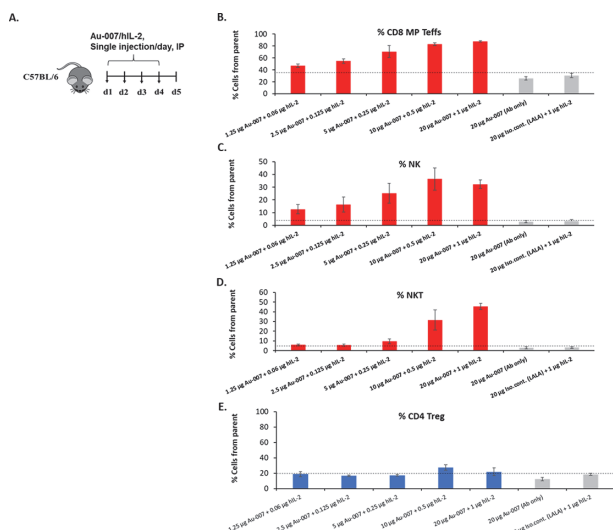 A.
Au-007/hIL-2,
Single injection/day, IP
C57BL/6
d1 d2 d3 d4 d5
B.
% CD8 MP Teffs
% Cells from parent
100
80
60
40
20
0
1.25 µg Au-007 + 0.06 µg hIL-2
2.5 µg Au-007 + 0.125 µg hIL-2
5 µg Au-007 + 0.25 µg hIL-2
10 µg Au-007 + 0.5 µg hIL-2
20 µg Au-007 + 1 µg hIL-2
20 µg Au-007 (Ab only)
20 µg Iso.cont. (LALA) + 1 µg hIL-2
C.
% NK
% Cells from parent
50
40
30
20
10
0
1.25 µg Au-007 + 0.06 µg hIL-2
2.5 µg Au-007 + 0.125 µg hIL-2
5 µg Au-007 + 0.25 µg hIL-2
10 µg Au-007 + 0.5 µg hIL-2
20 µg Au-007 + 1 µg hIL-2
20 µg Au-007 (Ab only)
20 µg Iso.cont. (LALA) + 1 µg hIL-2
D.
% NKT
% Cells from parent
60
50
40
30
20
10
0
1.25 µg Au-007 + 0.06 µg hIL-2
2.5 µg Au-007 + 0.125 µg hIL-2
5 µg Au-007 + 0.25 µg hIL-2
10 µg Au-007 + 0.5 µg hIL-2
20 µg Au-007 + 1 µg hIL-2
20 µg Au-007 (Ab only)
20 µg Iso.cont. (LALA) + 1 µg hIL-2
E.
% CD4 Treg
% Cells from parent
100
80
60
40
20
0
Au-007 + 0.06 µg hIL-2
2.5 µg Au-007 + 0.125 µg hIL-2
5 µg Au-007 + 0.25 µg hIL-2
10 µg Au-007 + 0.5 µg hIL-2
20 µg Au-007 + 1 µg hIL-2
20 µg Au-007 (Ab only)
Iso.cont. (LALA) + 1 µg hIL-2